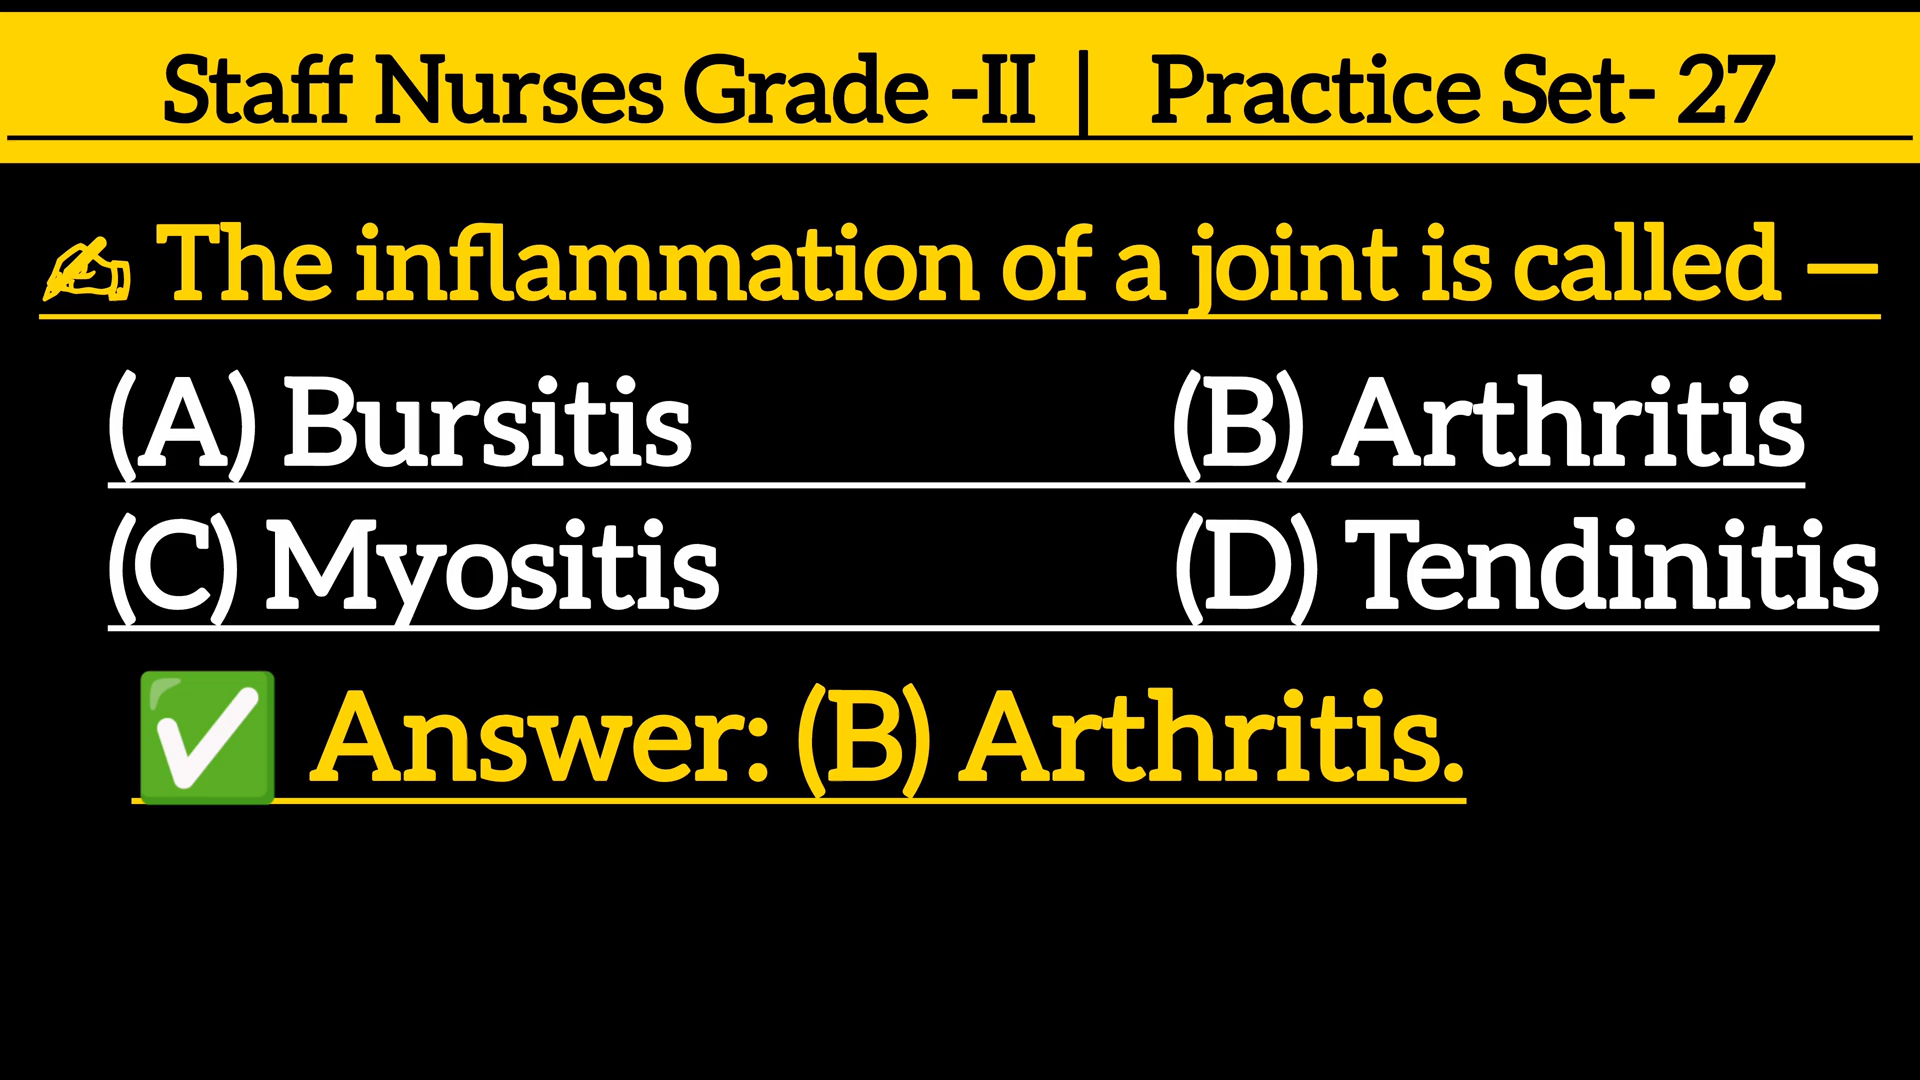 Staff Nurses Grade -II | Practice Set- 27
✍ The inflammation of a joint is called —
(A) Bursitis (B) Arthritis
(C) Myositis (D) Tendinitis
✅ Answer: (B) Arthritis.